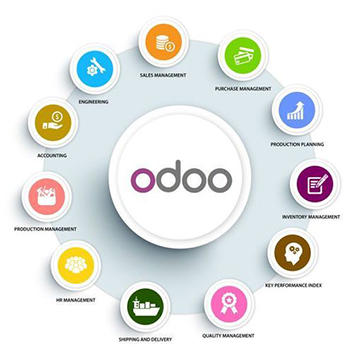 SALES MANAGEMENT
PURCHASE MANAGEMENT
ENGINEERING
PRODUCTION PLANNING
ACCOUNTING
odoo
INVENTORY MANAGEMENT
PRODUCTION MANAGEMENT
KEY PERFORMANCE INDEX
HR MANAGEMENT
QUALITY MANAGEMENT
SHIPPING AND DELIVERY